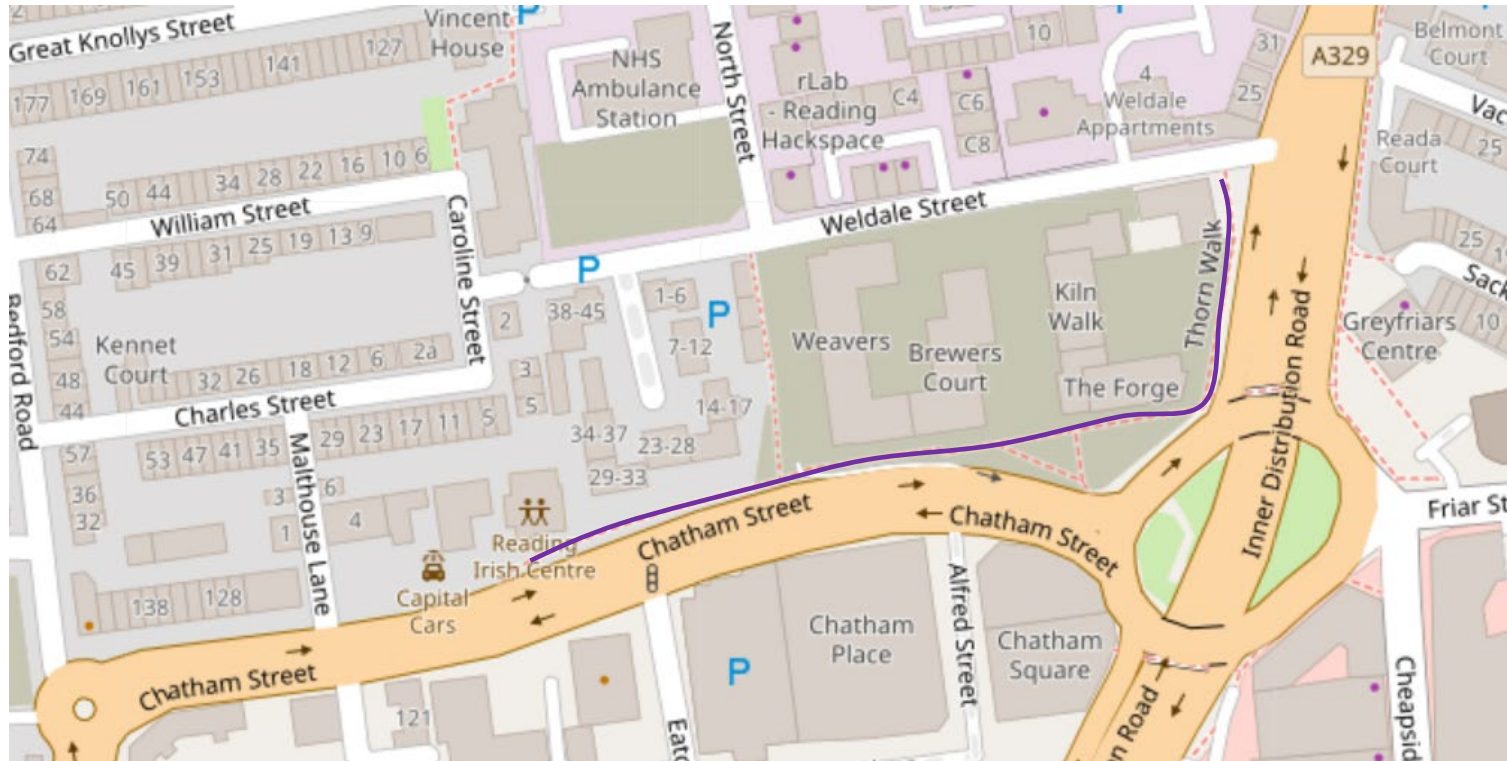 2
Great Knollys Street
Vincent
House
127
141
153
161
169
177
P
NHS
Ambulance
Station
North Street
10
31
25
A329
Belmont
Court
rLab
- Reading
Hackspace
C4
C6
C8
4
Weldale
Appartments
Reada
Court
25
Vac
74
68
64
50
44
34
28
22
16
10
6
William Street
Caroline Street
45
39
31
25
19
13
9
Weldale Street
P
Thorn Walk
25
19
Sack
62
58
54
48
44
Kennet
Court
Bedford Road
2
38-45
1-6
P
7-12
14-17
Weavers
Brewers
Court
Kiln
Walk
The Forge
Greyfriars
Centre
10
32
26
18
12
6
2a
3
5
Charles Street
53
47
41
35
29
23
17
11
5
57
36
32
34-37
23-28
29-33
Inner Distribution Road
Malthouse Lane
3
6
1
4
Reading
Irish Centre
Capital
Cars
Chatham Street
Chatham Street
Friar St
138
128
Chatham Street
Alfred Street
Chatham
Place
Chatham
Square
P
121
Eato
n Road
Cheapsid